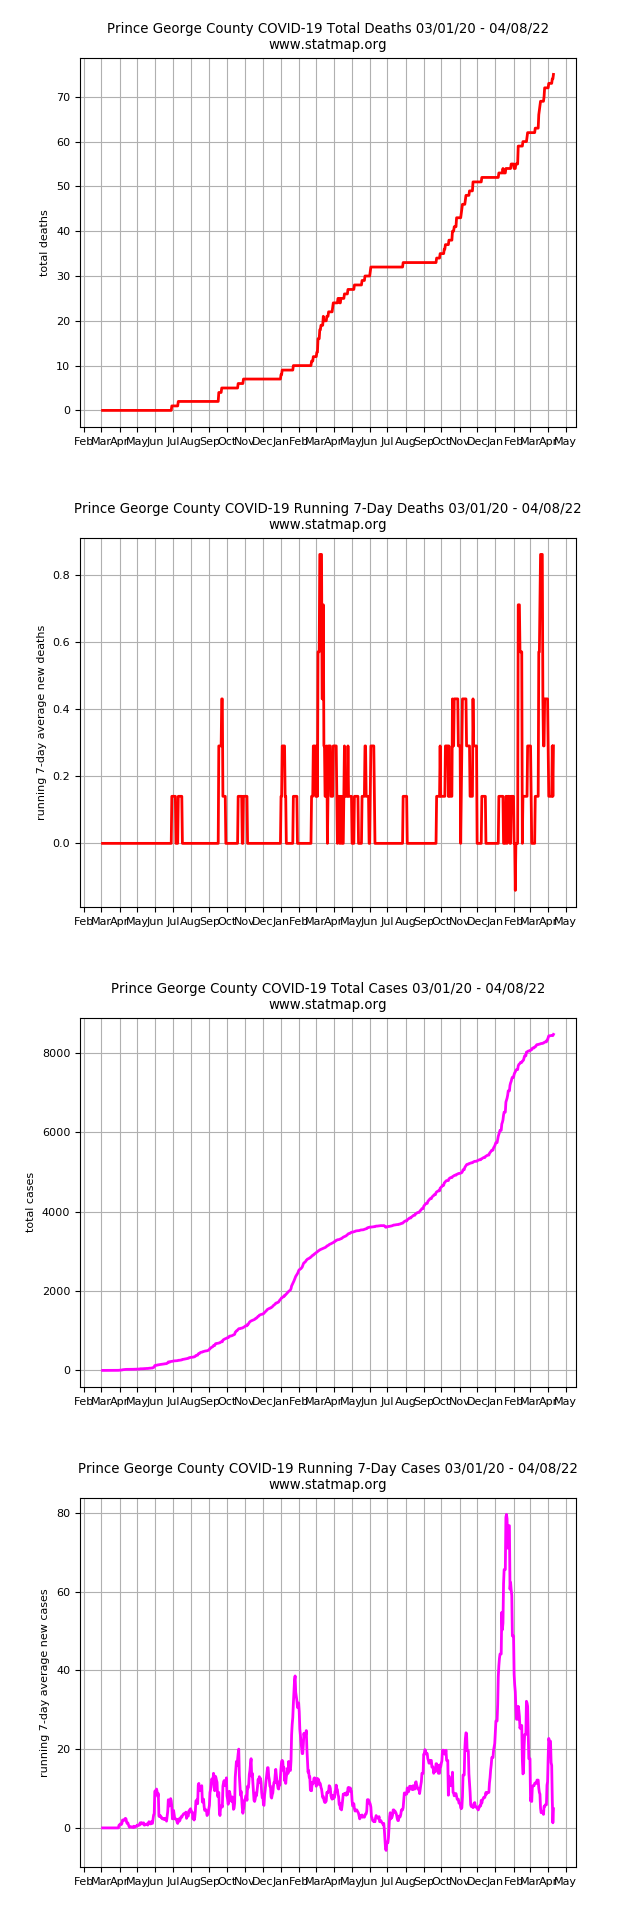 Prince George County COVID-19 Total Deaths 03/01/20 - 04/08/22
www.statmap.org
70
60
50
40
30
20
10
0
total deaths
Feb Mar Apr May Jun Jul Aug Sep Oct Nov Dec Jan Feb Mar Apr May Jun Jul Aug Sep Oct Nov Dec Jan Feb Mar Apr May
Prince George County COVID-19 Running 7-Day Deaths 03/01/20 - 04/08/22
www.statmap.org
0.8
0.6
0.4
0.2
0.0
running 7-day average new deaths
Feb Mar Apr May Jun Jul Aug Sep Oct Nov Dec Jan Feb Mar Apr May Jun Jul Aug Sep Oct Nov Dec Jan Feb Mar Apr May
Prince George County COVID-19 Total Cases 03/01/20 - 04/08/22
www.statmap.org
8000
6000
4000
2000
0
total cases
Feb Mar Apr May Jun Jul Aug Sep Oct Nov Dec Jan Feb Mar Apr May Jun Jul Aug Sep Oct Nov Dec Jan Feb Mar Apr May
Prince George County COVID-19 Running 7-Day Cases 03/01/20 - 04/08/22
www.statmap.org
80
60
40
20
0
running 7-day average new cases
Feb Mar Apr May Jun Jul Aug Sep Oct Nov Dec Jan Feb Mar Apr May Jun Jul Aug Sep Oct Nov Dec Jan Feb Mar Apr May